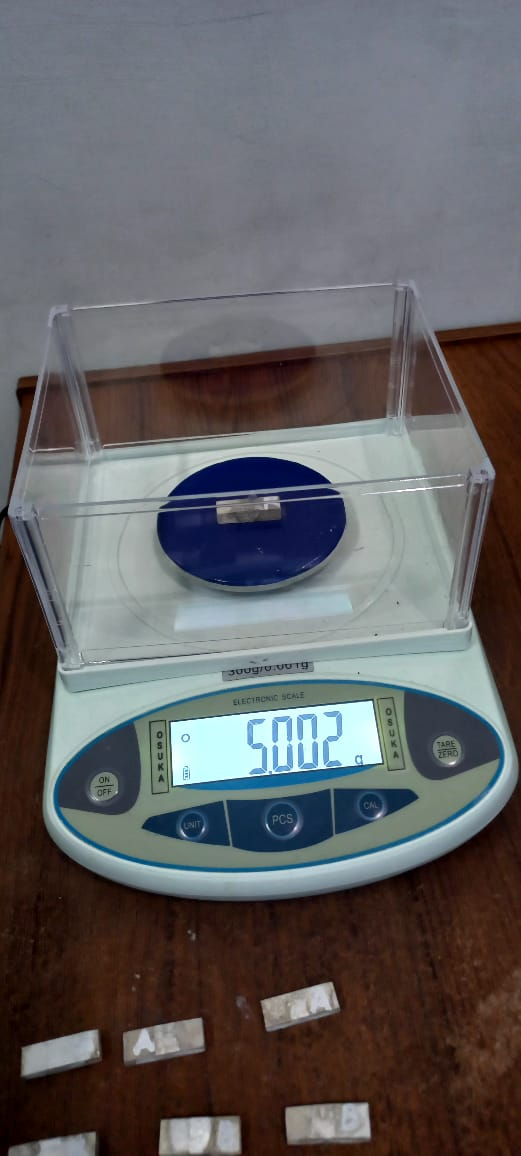 300g/0.001g
ELECTRONIC SCALE
OSUKA
5.002 g
OSUKA
ON
OFF
TARE
ZERO
UNIT
PCS
CAL
A
A